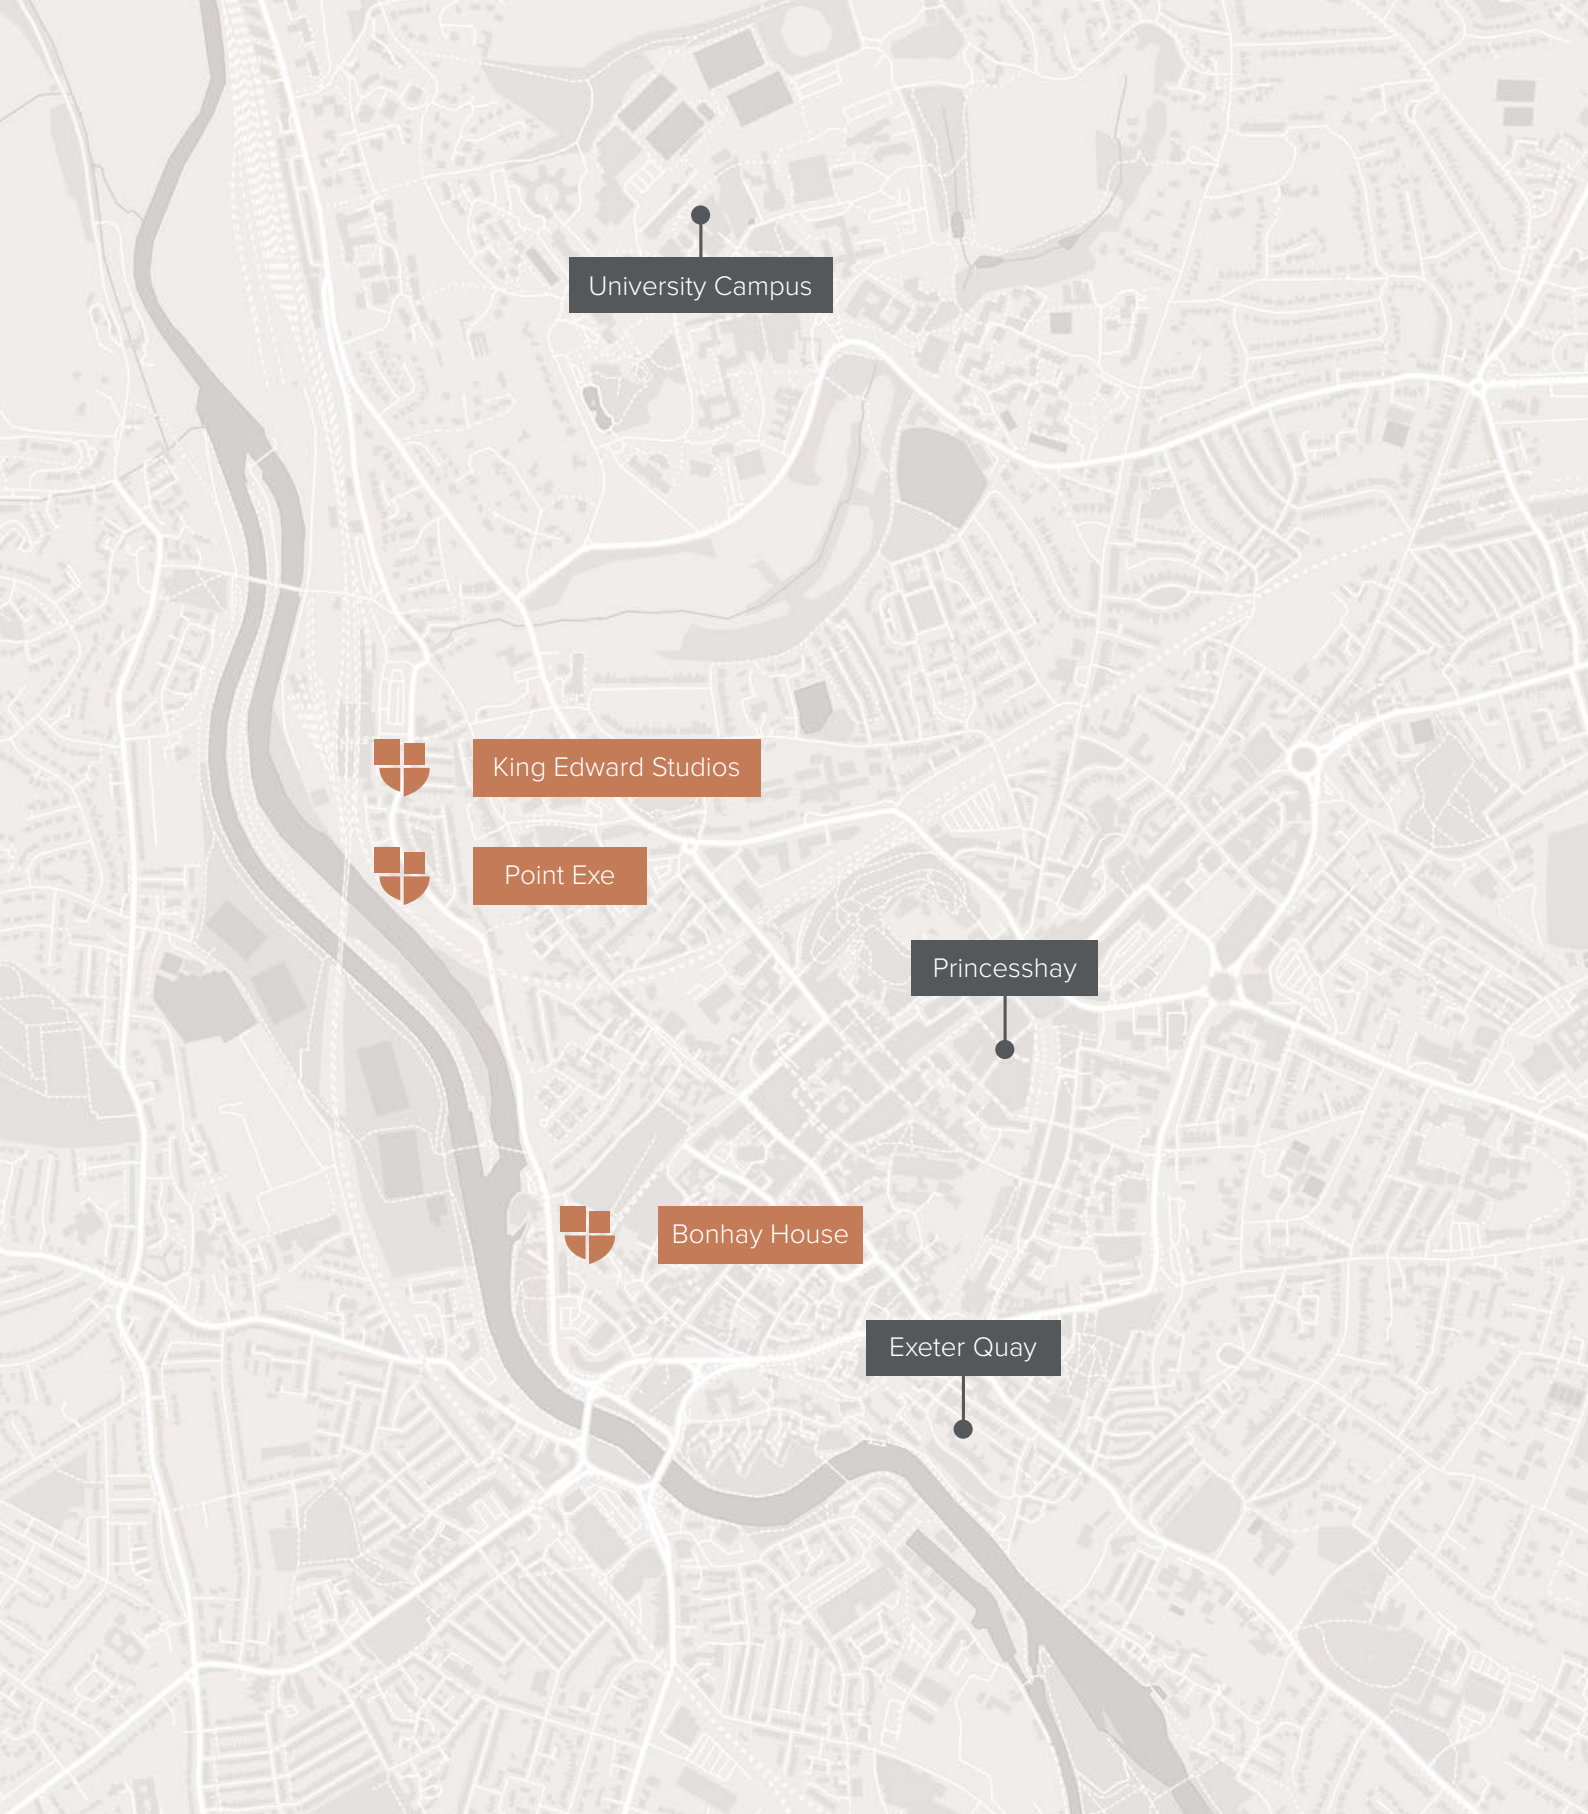 University Campus
King Edward Studios
Point Exe
Princesshay
Bonhay House
Exeter Quay